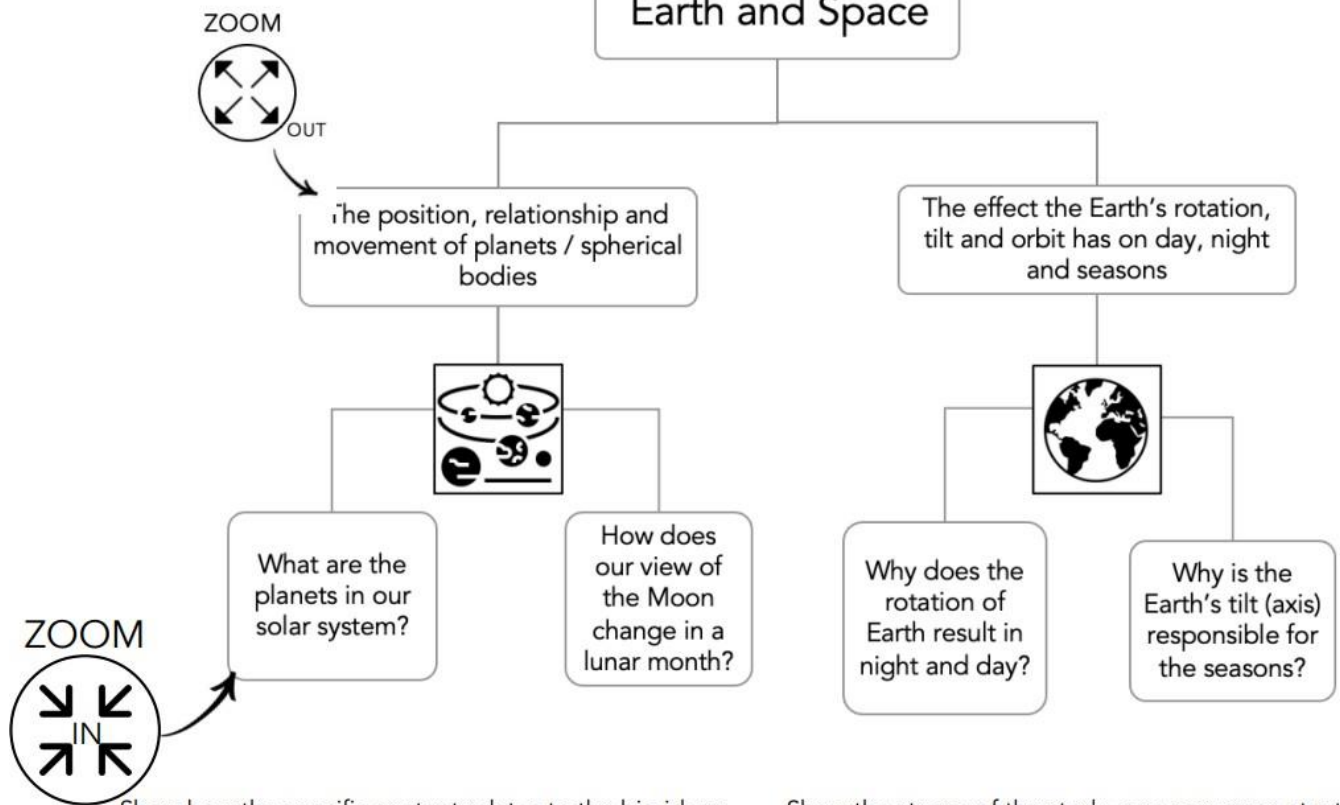 Earth and Space
ZOOM
OUT
The position, relationship and
movement of planets / spherical
bodies
The effect the Earth's rotation,
tilt and orbit has on day, night
and seasons
What are the
planets in our
solar system?
How does
our view of
the Moon
change in a
lunar month?
Why does the
rotation of
Earth result in
night and day?
Why is the
Earth's tilt (axis)
responsible for
the seasons?
ZOOM
IN